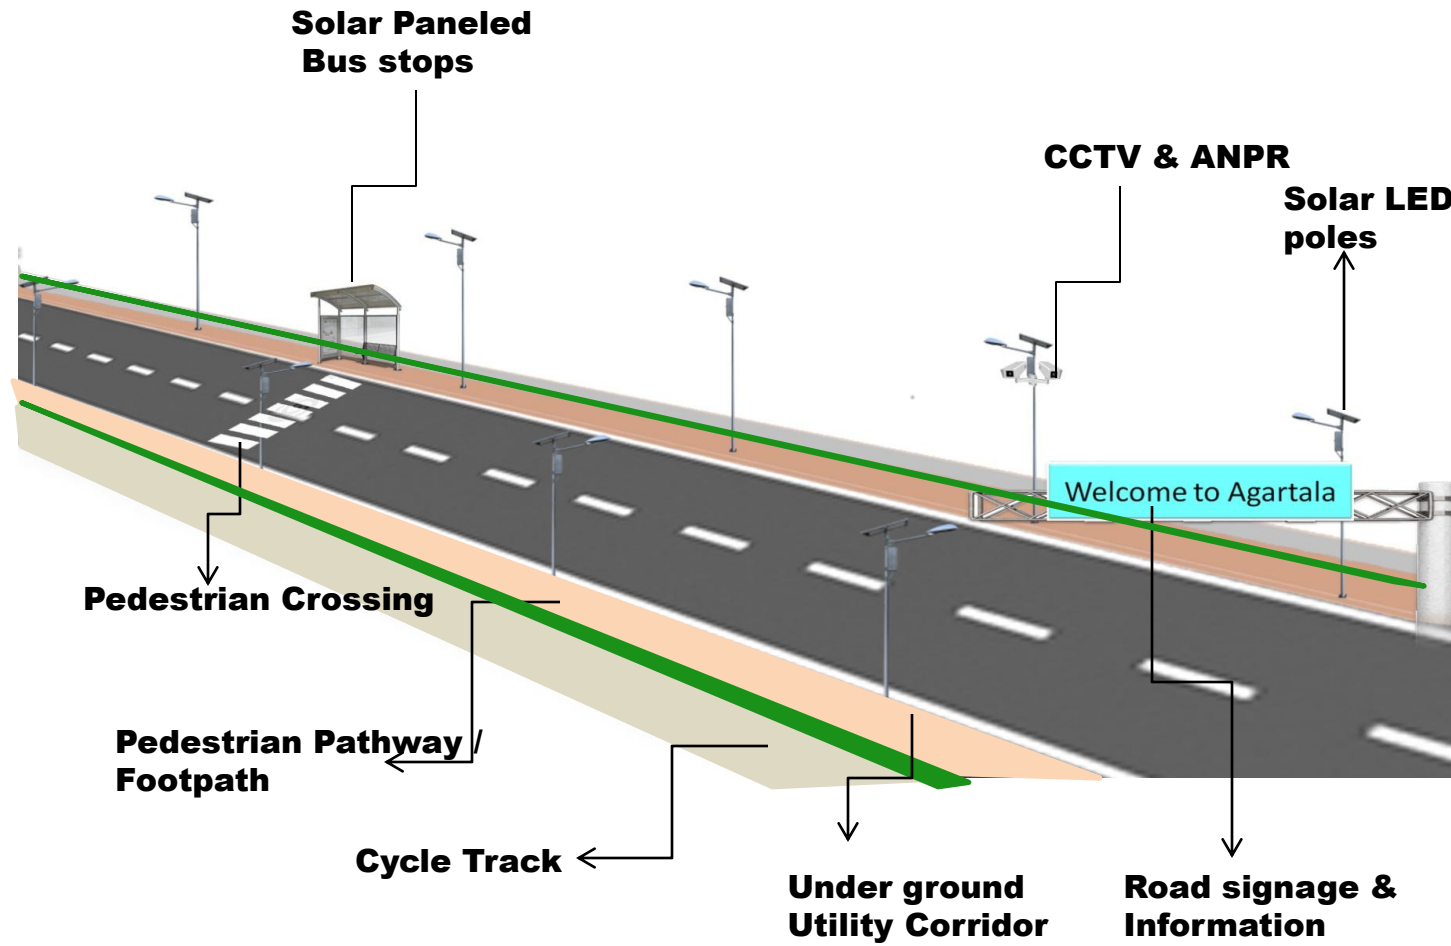 Solar Paneled
Bus stops
CCTV & ANPR
Solar LED
poles
Welcome to Agartala
Pedestrian Crossing
Pedestrian Pathway /
Footpath
Cycle Track
Under ground
Utility Corridor
Road signage &
Information